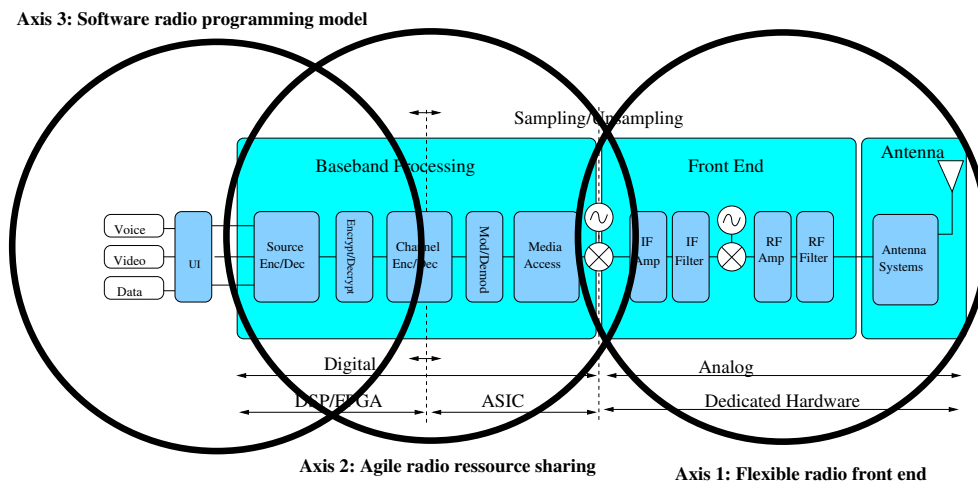 Axis 3: Software radio programming model
Sampling/Upsampling
Baseband Processing
Front End
Antenna
Voice
Video
Data
UI
Source
Enc/Dec
Encrypt/Decrypt
Channel
Enc/Dec
Mod/Demod
Media
Access
IF
Amp
IF
Filter
RF
Amp
RF
Filter
Antenna
Systems
Digital
Analog
DSP/FPGA
ASIC
Dedicated Hardware
Axis 2: Agile radio ressource sharing
Axis 1: Flexible radio front end